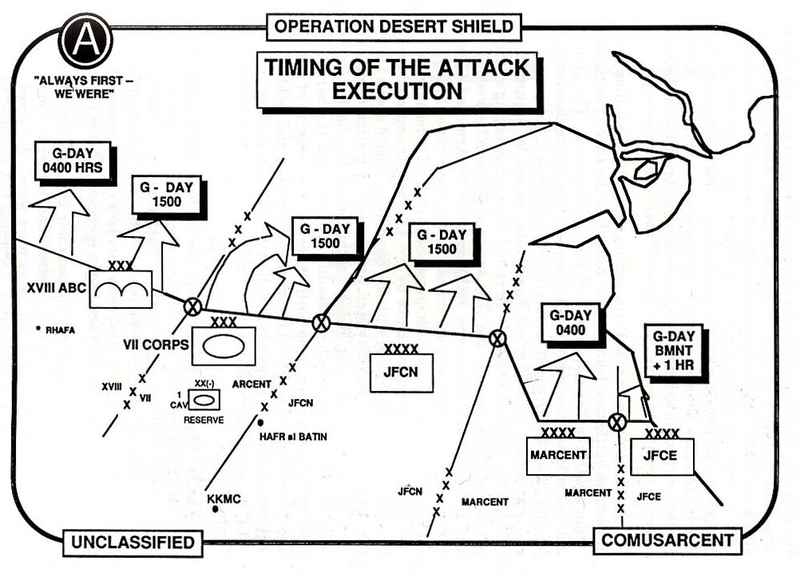 OPERATION DESERT SHIELD
A
"ALWAYS FIRST –
WE WERE"
TIMING OF THE ATTACK
EXECUTION
G-DAY
0400 HRS
G - DAY
1500
G - DAY
1500
G - DAY
1500
G-DAY
0400
G-DAY
BMNT
+ 1 HR
XXX
XVIII ABC
RHAFA
X
XXX
VII CORPS
X
XXXX
JFCN
X
XXXX
MARCENT
X
XXXX
JFCE
XVIII
X
X
X
VII
XX(-)
1
CAV
RESERVE
ARCENT
X
X
X
JFCN
HAFR al BATIN
KKMC
JFCN
X
X
X
X
MARCENT
MARCENT
X
X
X
X
JFCE
X
X
X
X
X
X
X
X
X
X
X
UNCLASSIFIED
COMUSARCENT